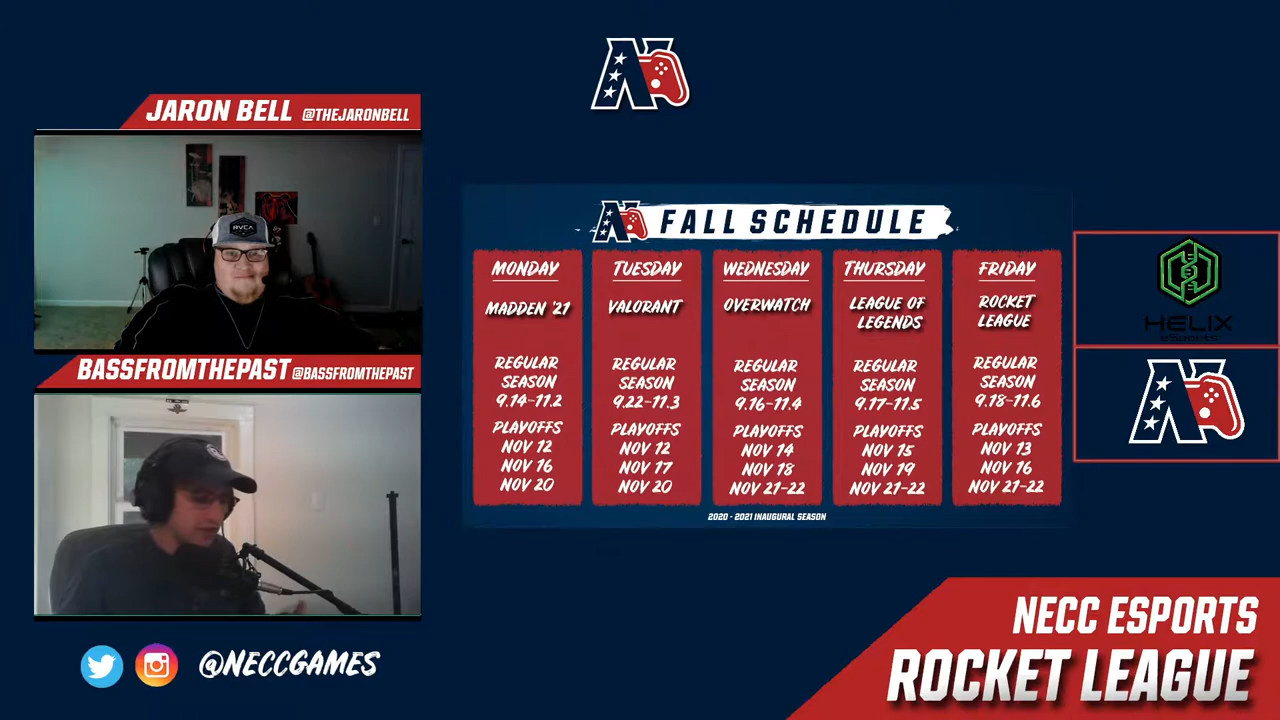 JARON BELL @THEJARONBELL
RVCA
BASSFROMTHEPAST @BASSFROMTHEPAST
@NECCGAMES
FALL SCHEDULE
MONDAY
MADDEN '21
REGULAR
SEASON
9.14-11.2
PLAYOFFS
NOV 12
NOV 16
NOV 20
TUESDAY
VALORANT
REGULAR
SEASON
9.22-11.3
PLAYOFFS
NOV 12
NOV 17
NOV 20
WEDNESDAY
OVERWATCH
REGULAR
SEASON
9.16-11.4
PLAYOFFS
NOV 14
NOV 18
NOV 21-22
THURSDAY
LEAGUE OF
LEGENDS
REGULAR
SEASON
9.17-11.5
PLAYOFFS
NOV 15
NOV 19
NOV 21-22
FRIDAY
ROCKET
LEAGUE
REGULAR
SEASON
9.18-11.6
PLAYOFFS
NOV 13
NOV 16
NOV 21-22
2020 - 2021 INAUGURAL SEASON
HELIX
eSports
NECC ESPORTS
ROCKET LEAGUE